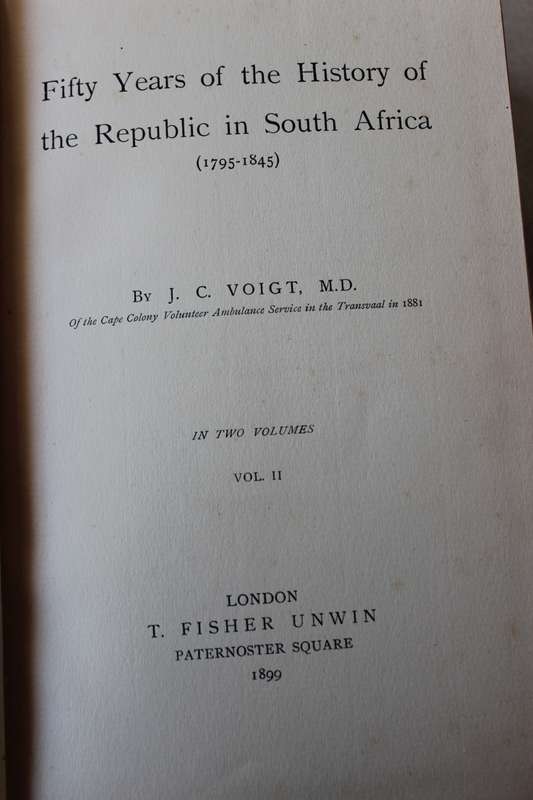 Fifty Years of the History of
the Republic in South Africa
(1795-1845)
By J. C. VOIGT, M.D.
Of the Cape Colony Volunteer Ambulance Service in the Transvaal in 1881
IN TWO VOLUMES
VOL. II
LONDON
T. FISHER UNWIN
PATERNOSTER SQUARE
1899